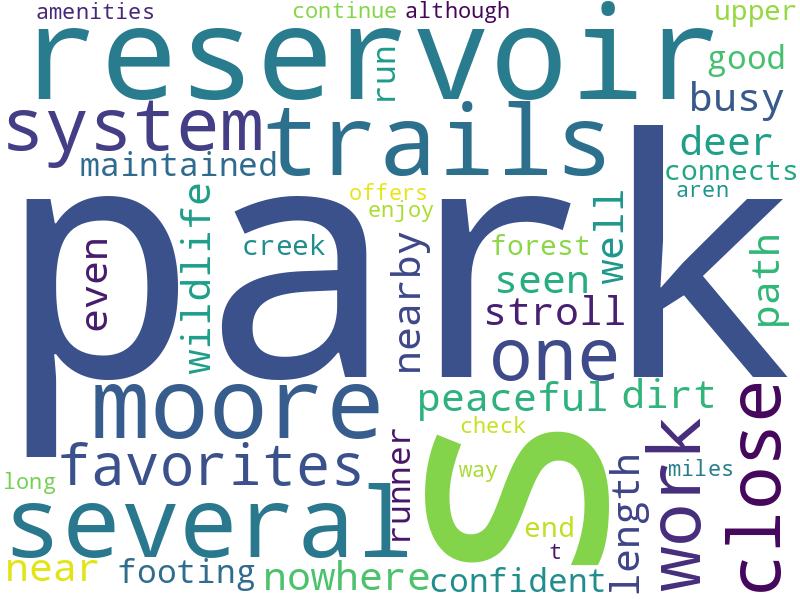 amenities
continue
although
upper
reservoir
run
good
busy
system
trails
maintained
deer
connects
aren
park
offers
enjoy
wildlife
well
creek
forest
even
nearby
seen
path
stroll
one
moore
peaceful
dirt
close
s
check
favorites
work
runner
way
miles
long
length
several
end
t
near
footing
nowhere
confident